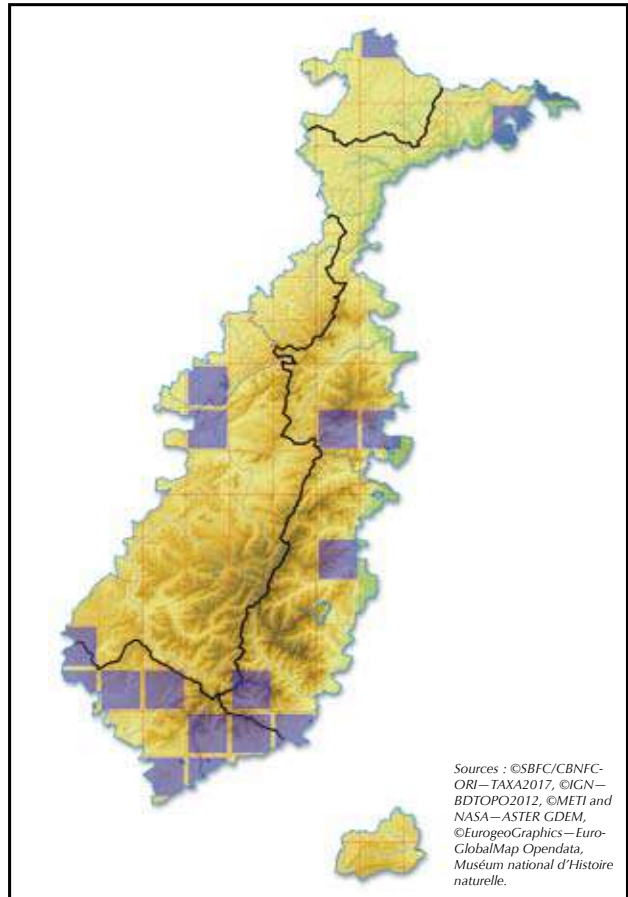 Sources : ©SBFC/CBNFC-
ORI—TAXA2017, ©IGN—
BDTOPO2012, ©METI and
NASA—ASTER GDEM,
©EurogeoGraphics—Euro-
GlobalMap Opendata,
Muséum national d'Histoire
naturelle.